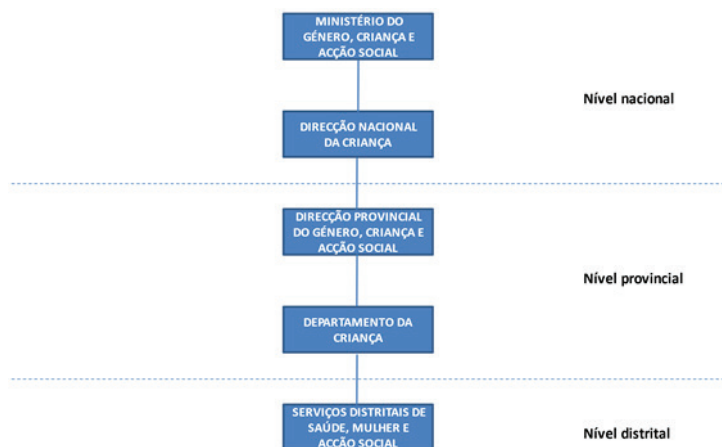 MINISTÉRIO DO
GÉNERO, CRIANÇA E
ACÇÃO SOCIAL
Nível nacional
DIRECÇÃO NACIONAL
DA CRIANÇA
DIRECÇÃO PROVINCIAL
DO GÉNERO, CRIANÇA E
ACÇÃO SOCIAL
Nível provincial
DEPARTAMENTO DA
CRIANÇA
SERVIÇOS DISTRITAIS DE
SAÚDE, MULHER E
ACÇÃO SOCIAL
Nível distrital